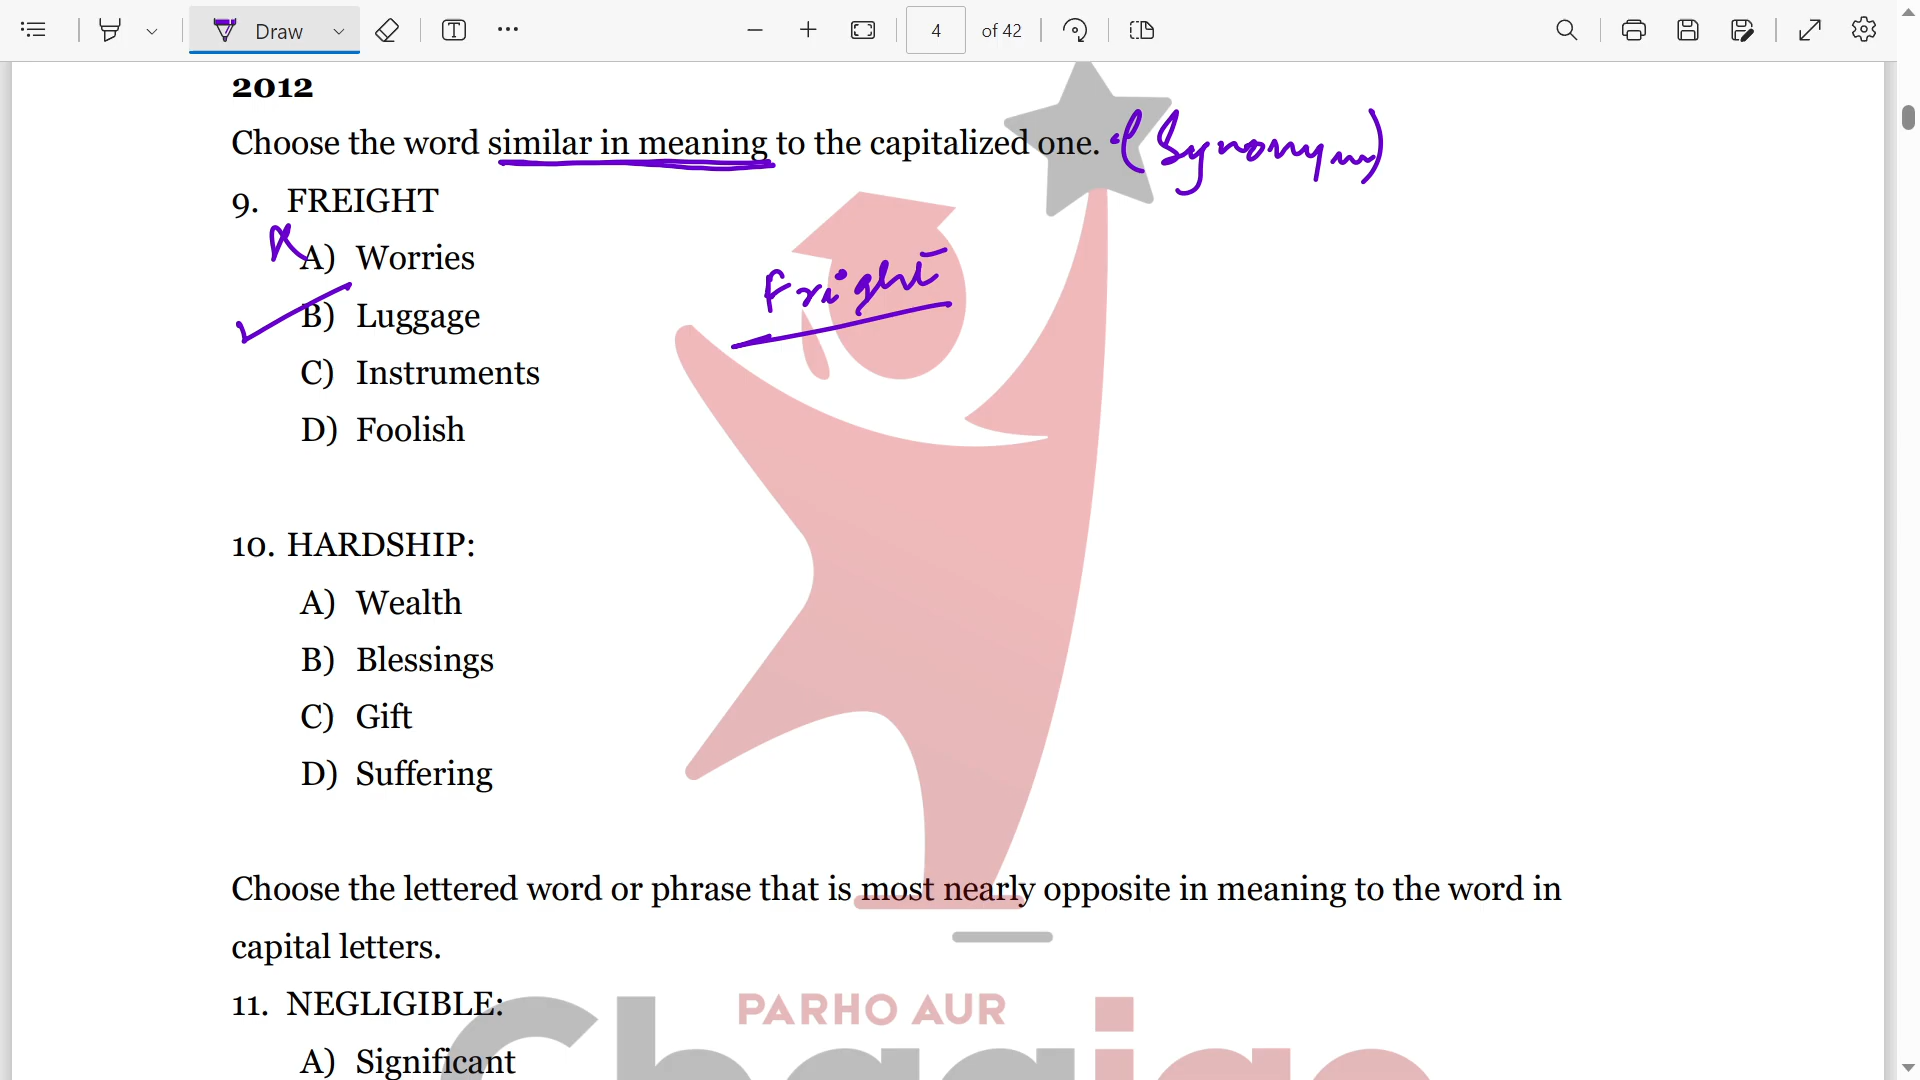 Draw
4 of 42
2012
Choose the word similar in meaning to the capitalized one. (Synonym)
9. FREIGHT
A) Worries
Fright
B) Luggage
C) Instruments
D) Foolish
10. HARDSHIP:
A) Wealth
B) Blessings
C) Gift
D) Suffering
Choose the lettered word or phrase that is most nearly opposite in meaning to the word in
capital letters.
11. NEGLIGIBLE:
PARHO AUR
A) Significant